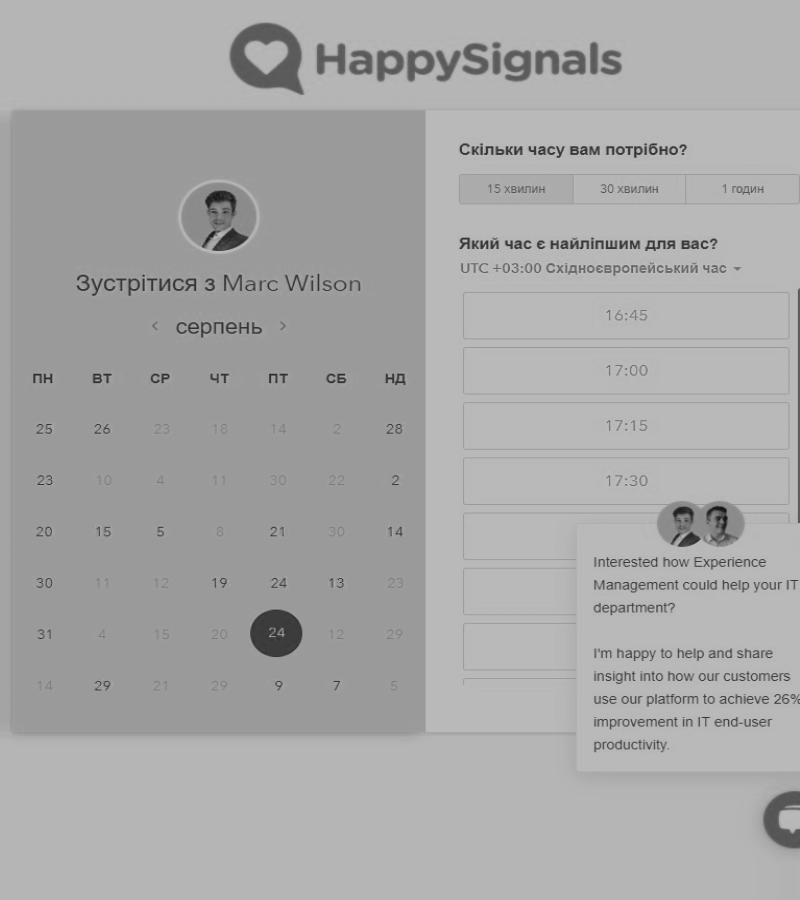 HappySignals
Зустрітися з Marc Wilson
серпень
ПН ВТ СР ЧТ ПТ СБ НД
25 26 23 18 14 2 28
23 10 4 11 30 22 2
20 15 5 8 21 30 14
30 11 12 19 24 13 23
31 4 15 20 24 12 29
14 29 21 29 9 7 5
Скільки часу вам потрібно?
15 хвилин 30 хвилин 1 годин
Який час є найліпшим для вас?
UTC +03:00 Східноєвропейський час
16:45
17:00
17:15
17:30
Interested how Experience
Management could help your IT
department?
I'm happy to help and share
insight into how our customers
use our platform to achieve 26%
improvement in IT end-user
productivity.